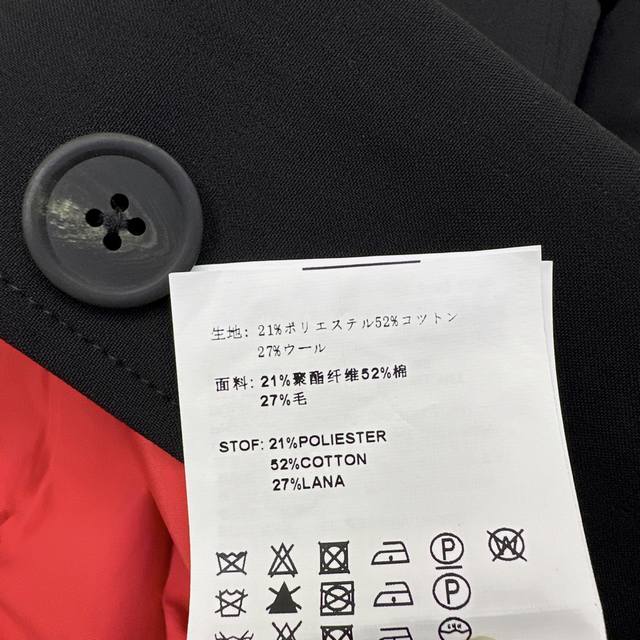 生地: 21%ポリエステル52%コツトン
27%ウール
面料: 21%聚酯纤维52%棉
27%毛
STOF: 21%POLIESTER
52%COTTON
27%LANA
P W
P